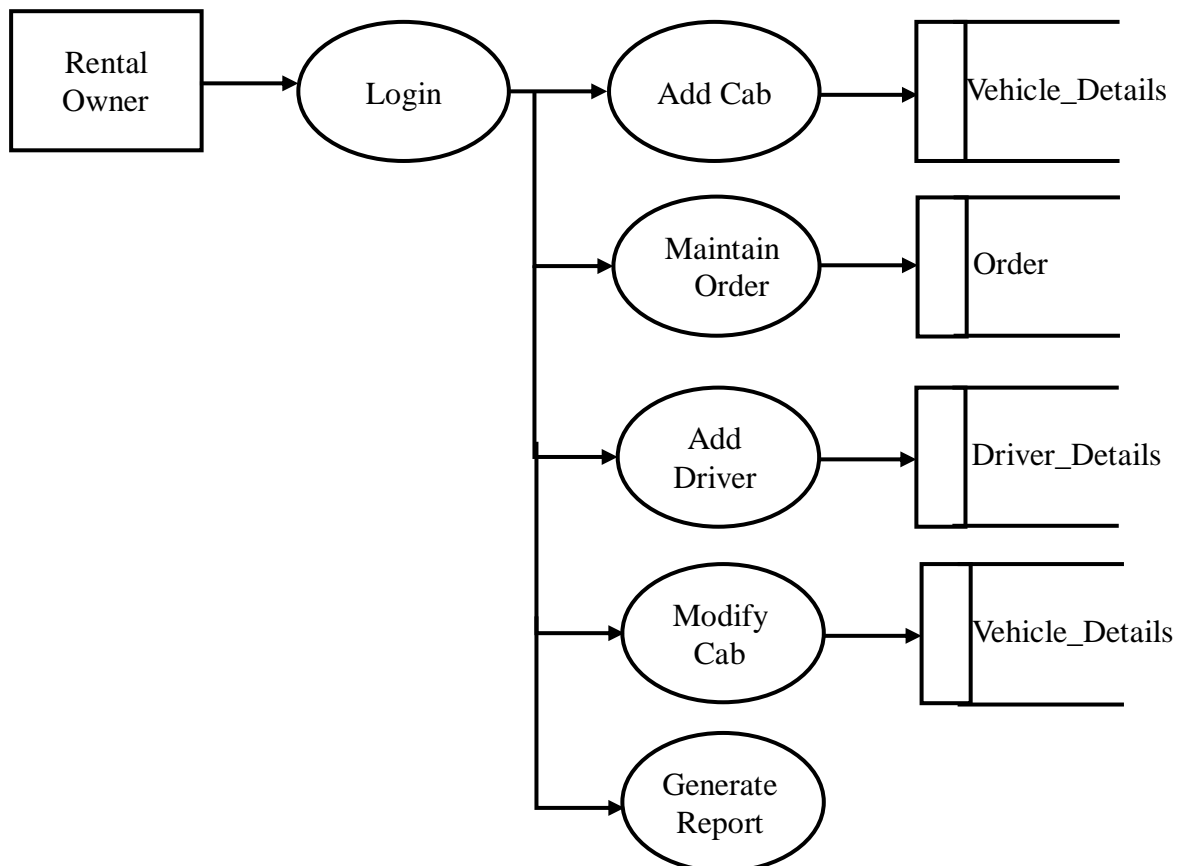 Rental
Owner
Login
Add Cab
Vehicle_Details
Maintain
Order
Order
Add
Driver
Driver_Details
Modify
Cab
Vehicle_Details
Generate
Report